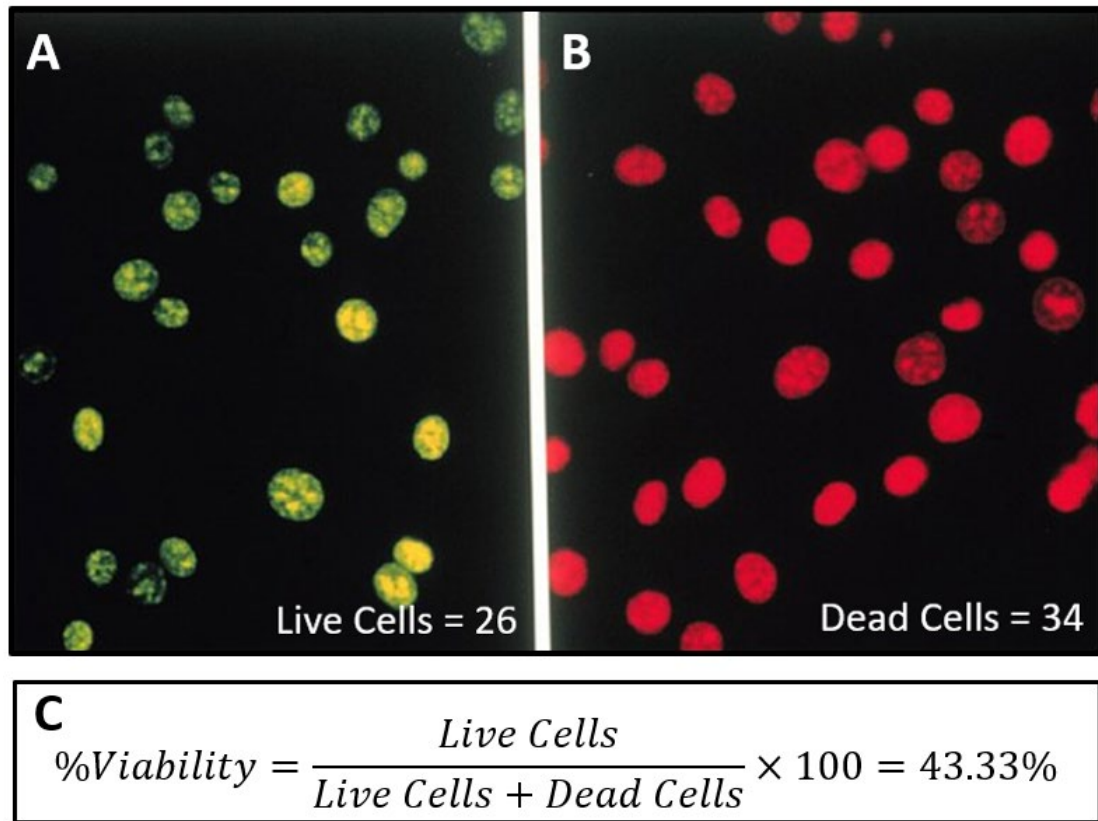 A
B
Live Cells = 26
Dead Cells = 34
C
%Viability = Live Cells / Live Cells + Dead Cells × 100 = 43.33%